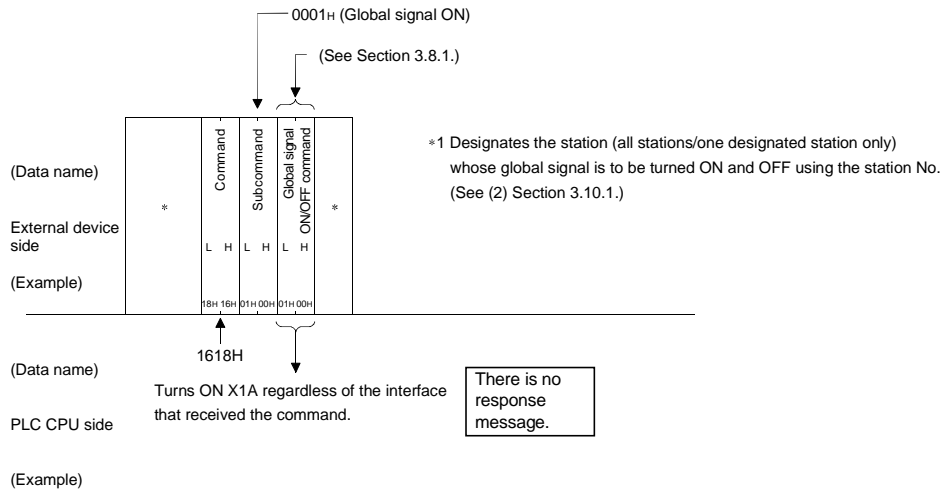 0001H (Global signal ON)
(See Section 3.8.1.)
(Data name)
External device side
(Example)
*
Command
L H
18H 16H
Subcommand
L H
01H 00H
Global signal
ON/OFF command
L H
01H 00H
*
*1 Designates the station (all stations/one designated station only)
whose global signal is to be turned ON and OFF using the station No.
(See (2) Section 3.10.1.)
1618H
(Data name)
PLC CPU side
(Example)
Turns ON X1A regardless of the interface
that received the command.
There is no
response
message.